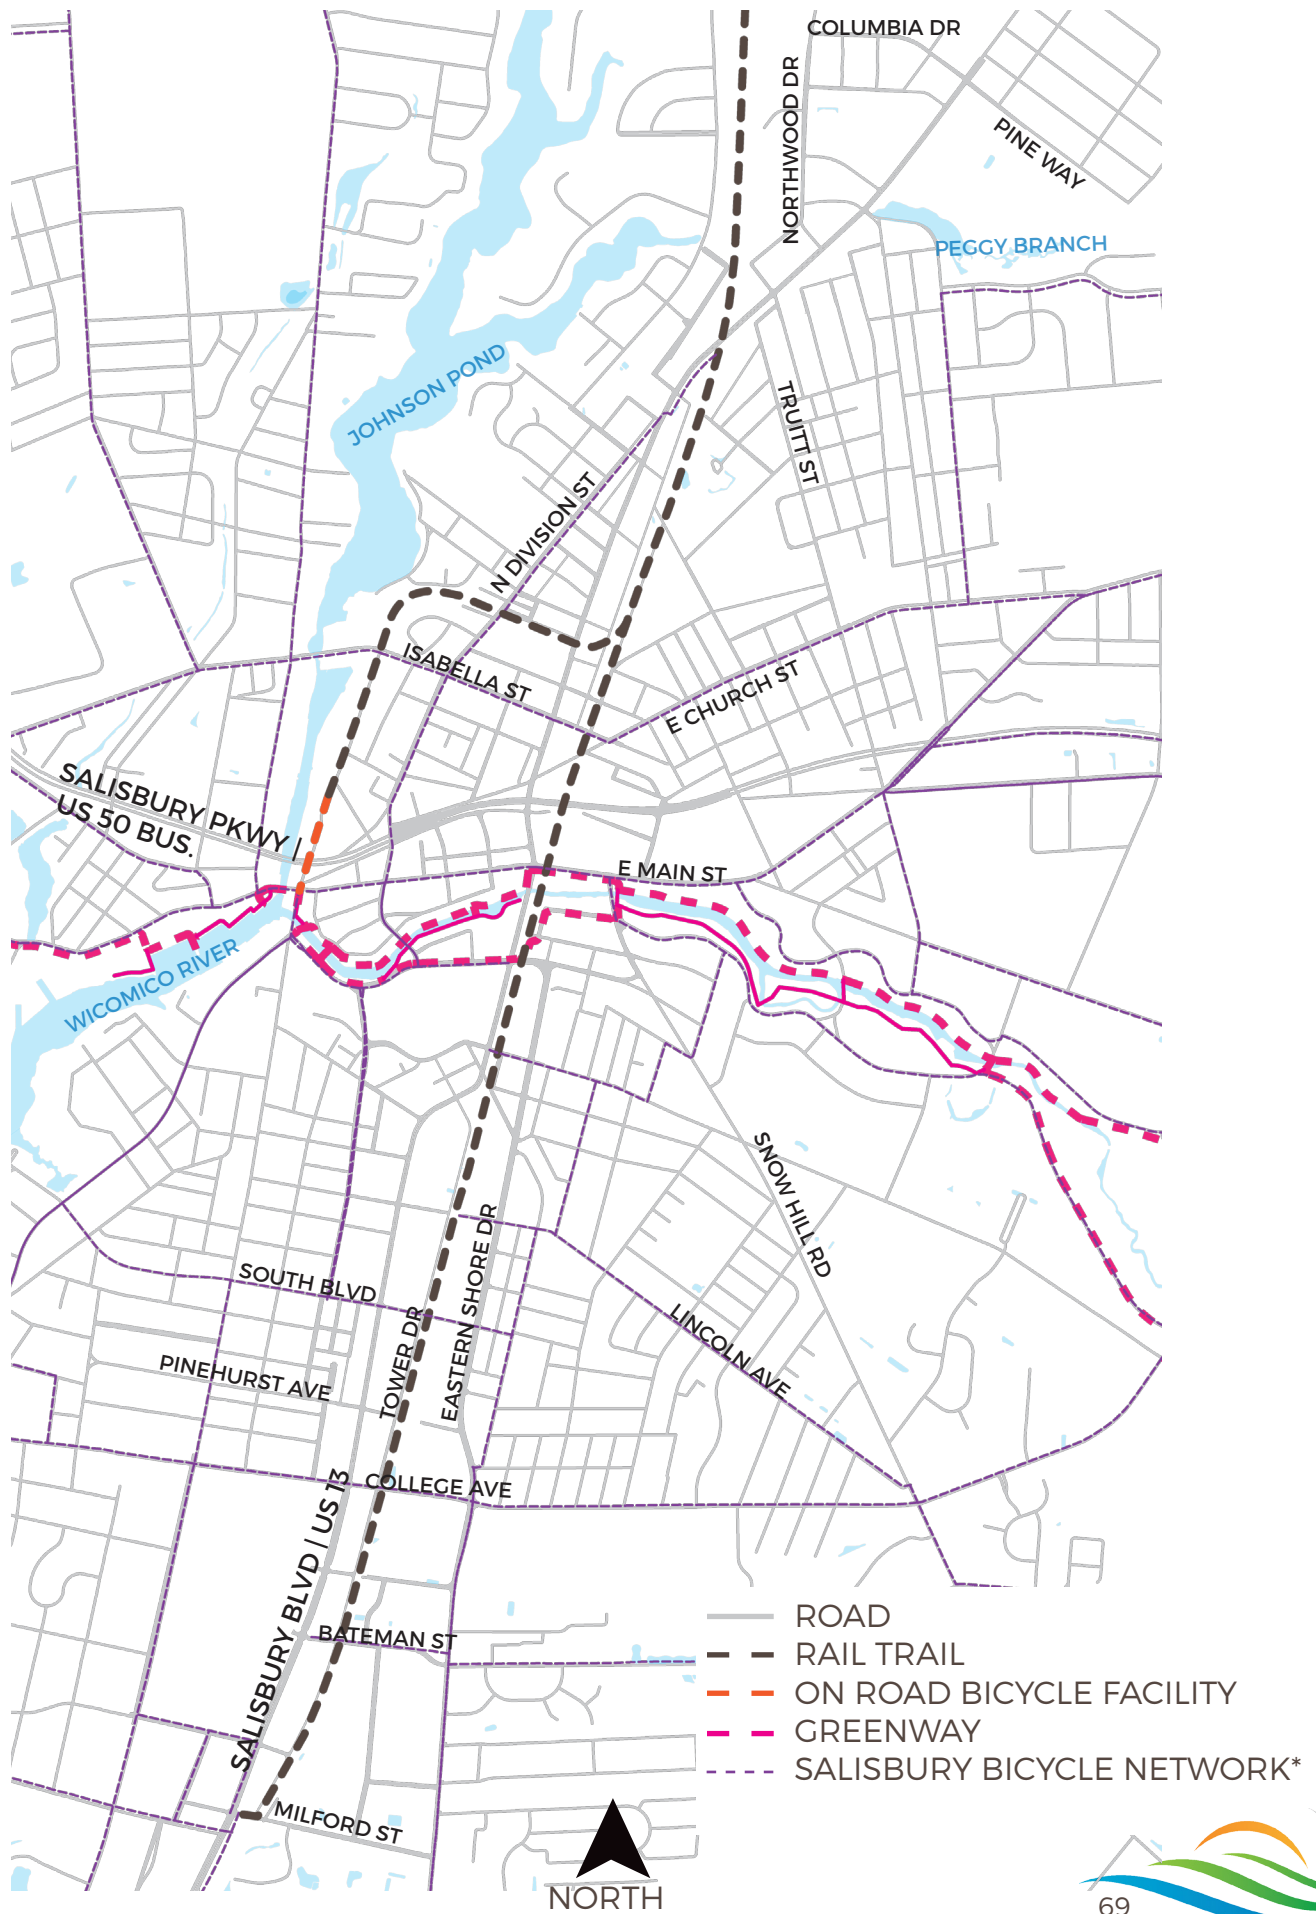 COLUMBIA DR
NORTHWOOD DR
PINE WAY
PEGGY BRANCH
JOHNSON POND
TRUITT ST
N DIVISION ST
ISABELLA ST
E CHURCH ST
SALISBURY PKWY |
US 50 BUS.
E MAIN ST
WICOMICO RIVER
SNOW HILL RD
SOUTH BLVD
EASTERN SHORE DR
TOWER DR
LINCOLN AVE
PINEHURST AVE
COLLEGE AVE
SALISBURY BLVD | US 13
BATEMAN ST
MILFORD ST
ROAD
RAIL TRAIL
ON ROAD BICYCLE FACILITY
GREENWAY
SALISBURY BICYCLE NETWORK*
NORTH
69